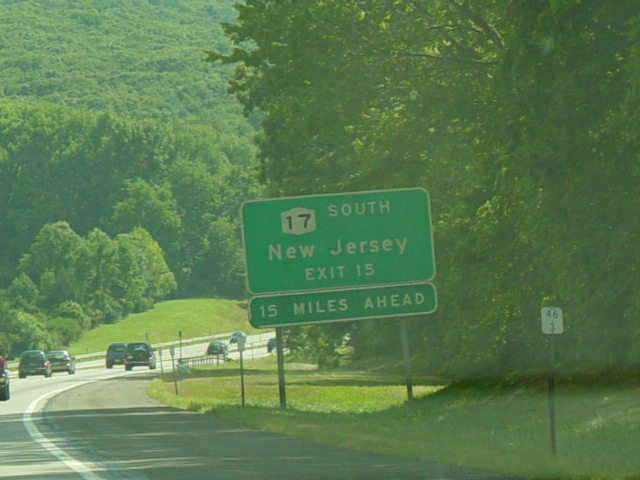 17 SOUTH
New Jersey
EXIT 15
15 MILES AHEAD
46
3